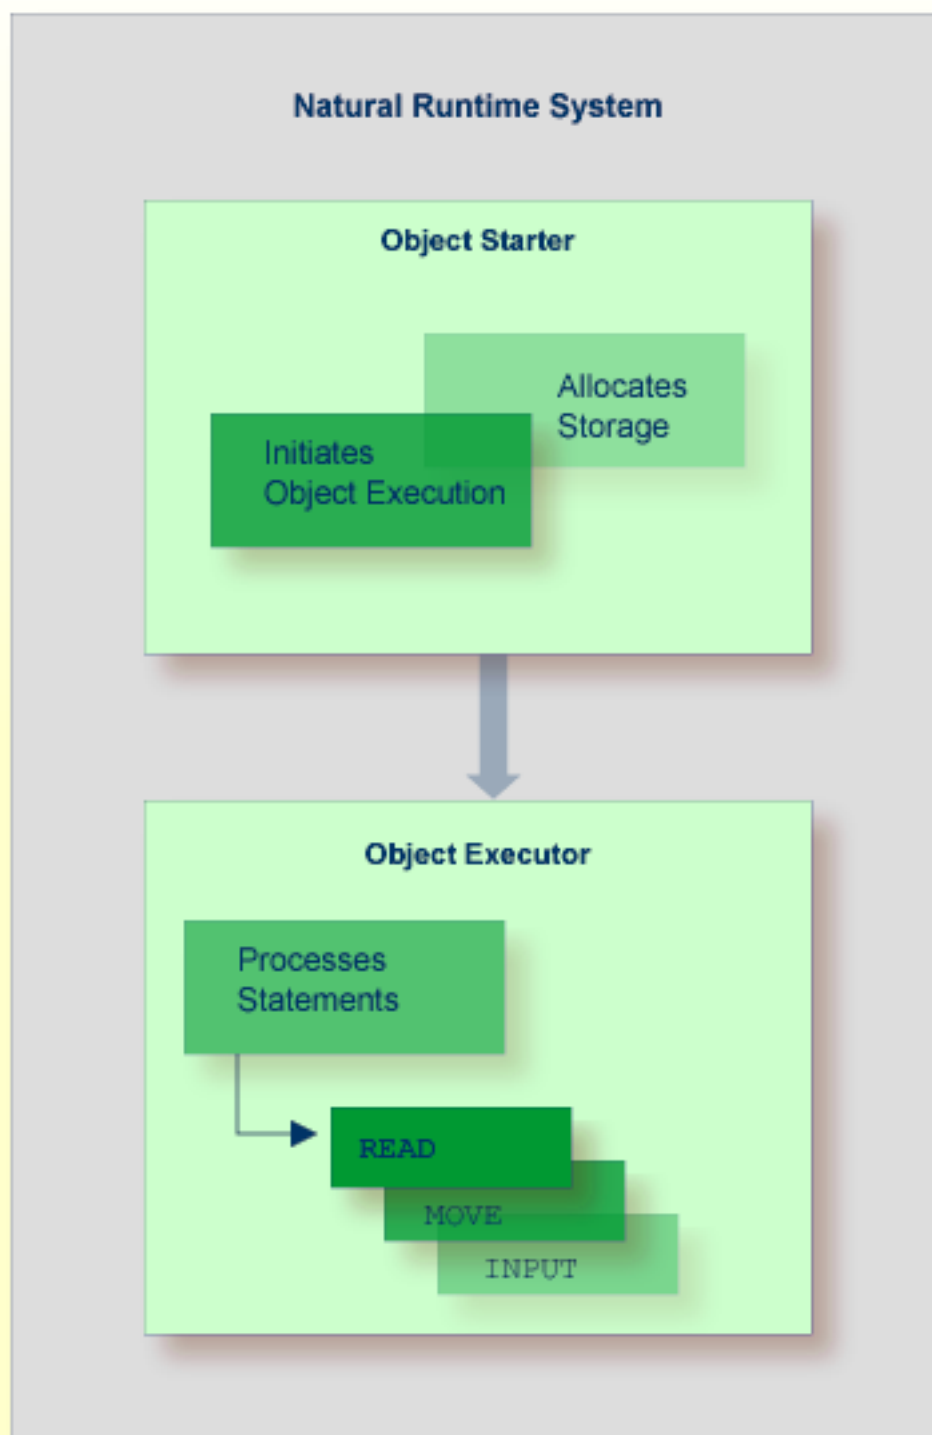 Natural Runtime System
Object Starter
Allocates
Storage
Initiates
Object Execution
Object Executor
Processes
Statements
READ
MOVE
INPUT